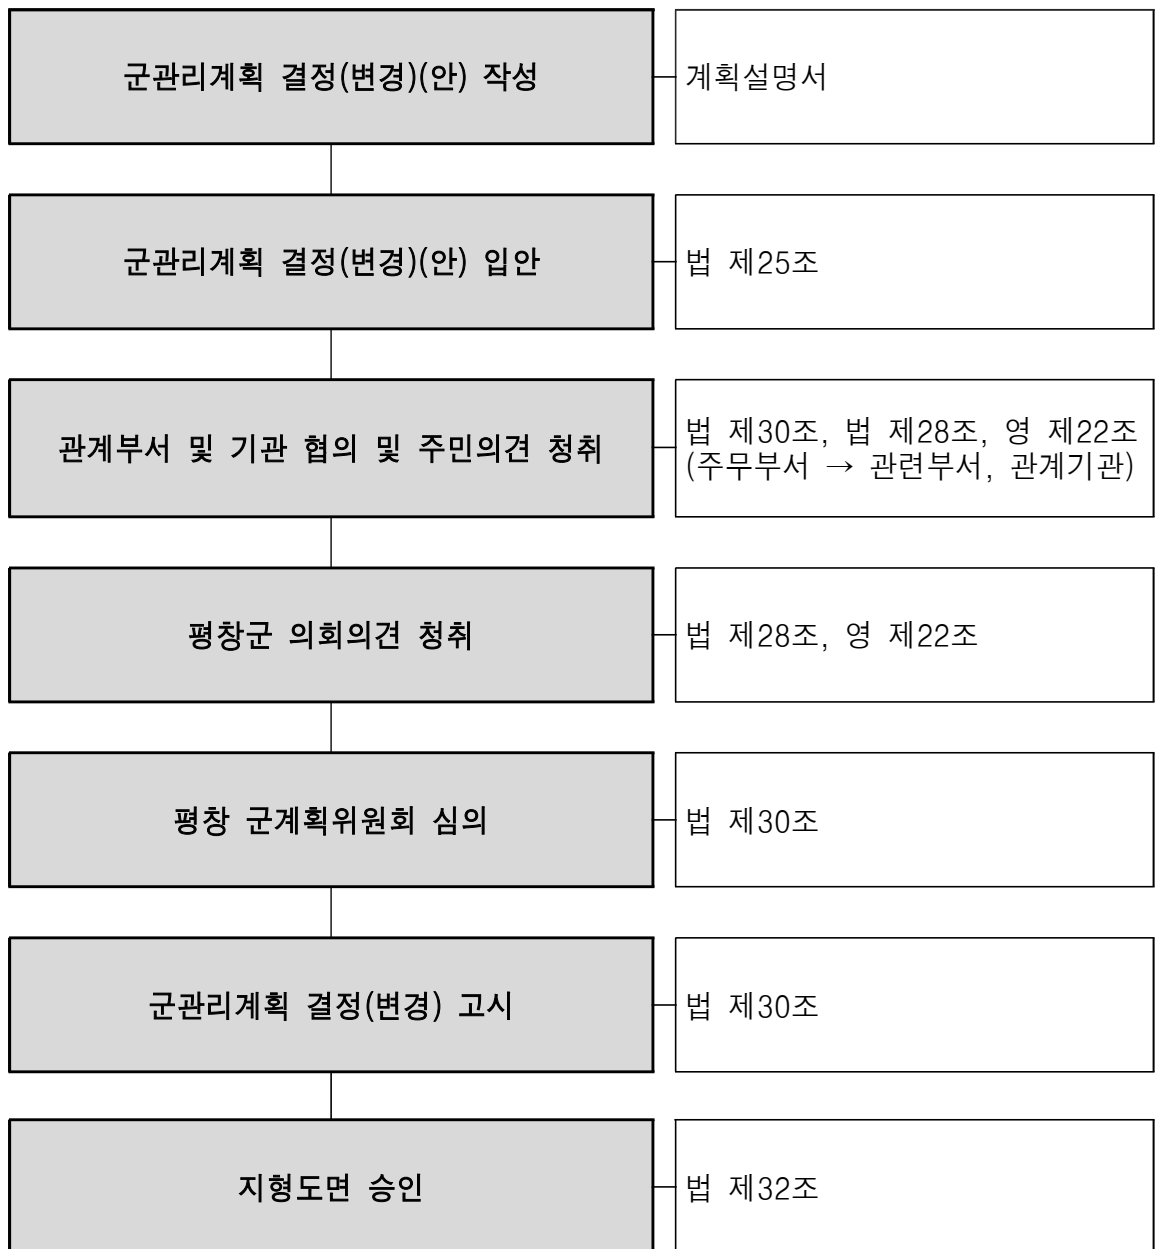 군관리계획 결정(변경)(안) 작성
계획설명서
군관리계획 결정(변경)(안) 입안
법 제25조
관계부서 및 기관 협의 및 주민의견 청취
법 제30조, 법 제28조, 영 제22조
(주무부서 → 관련부서, 관계기관)
평창군 의회의견 청취
법 제28조, 영 제22조
평창 군계획위원회 심의
법 제30조
군관리계획 결정(변경) 고시
법 제30조
지형도면 승인
법 제32조